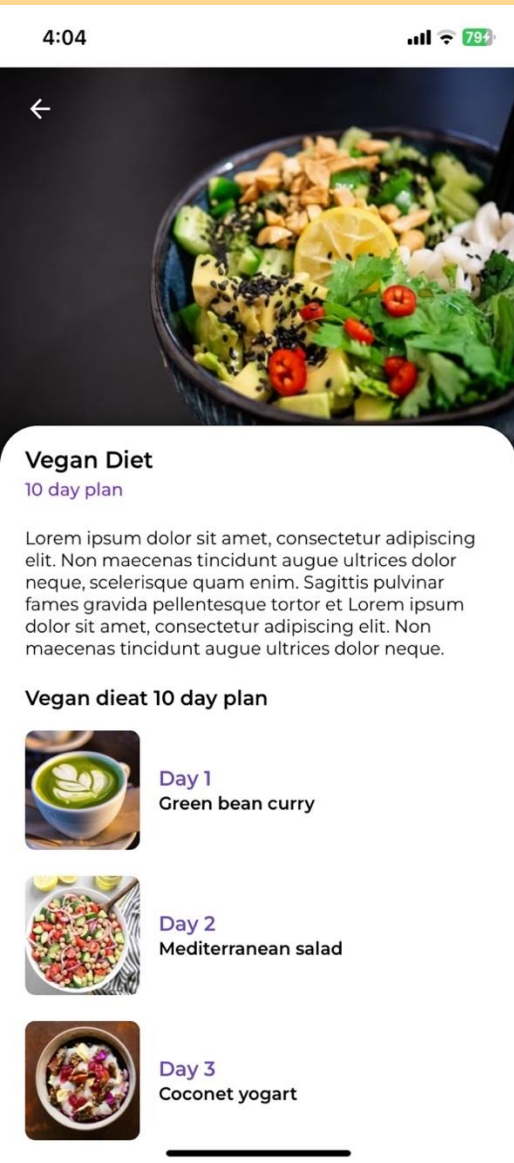 4:04
79
Vegan Diet
10 day plan
Lorem ipsum dolor sit amet, consectetur adipiscing
elit. Non maecenas tincidunt augue ultrices dolor
neque, scelerisque quam enim. Sagittis pulvinar
fames gravida pellentesque tortor et Lorem ipsum
dolor sit amet, consectetur adipiscing elit. Non
maecenas tincidunt augue ultrices dolor neque.
Vegan dieat 10 day plan
Day 1
Green bean curry
Day 2
Mediterranean salad
Day 3
Coconet yogart